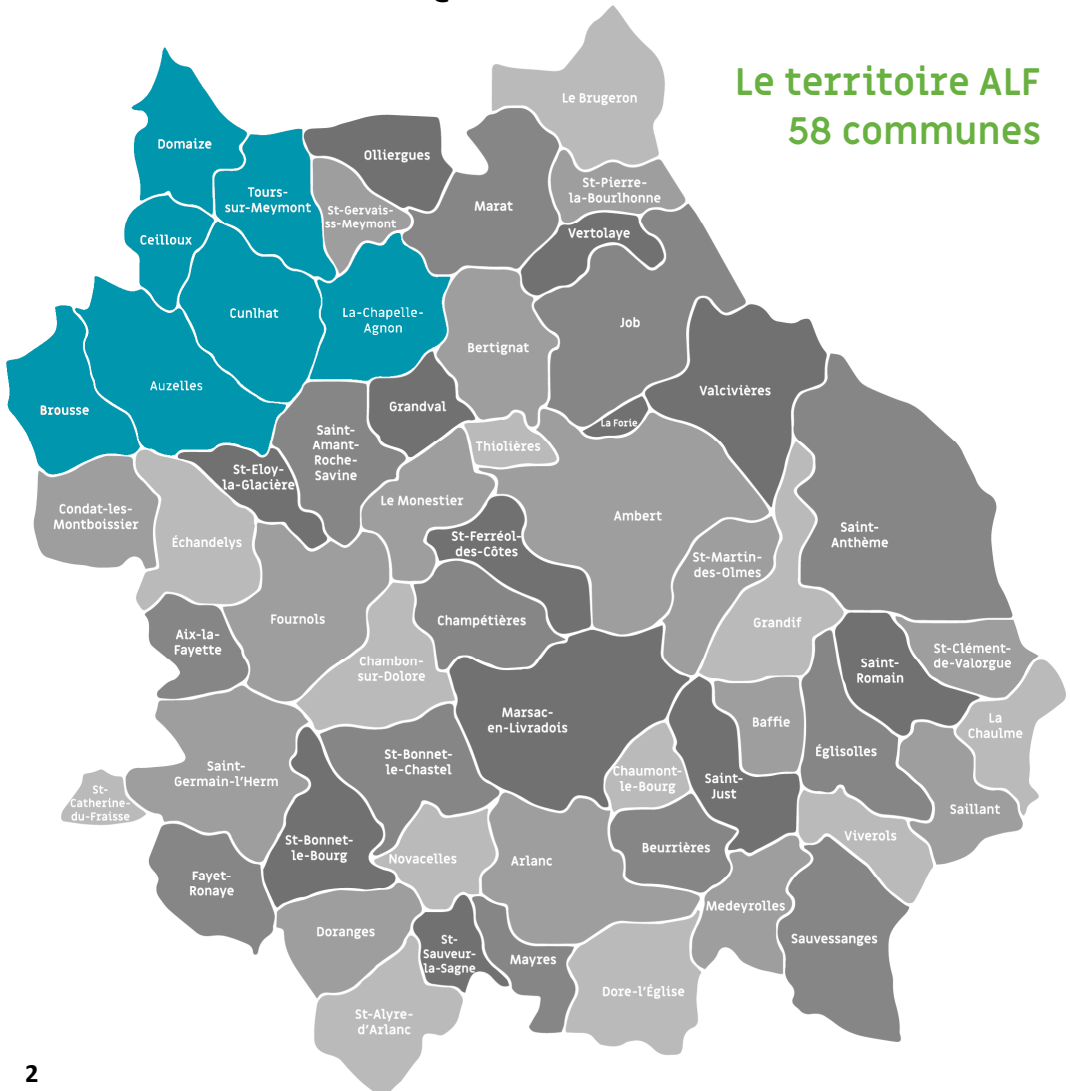 Le territoire ALF
58 communes
Le Brugeron
Domaize
Olliergues
Tours-
sur-Meymont
St-Gervais-
ss-Meymont
Marat
St-Pierre-
la-Bourlhonne
Vertolaye
Ceilloux
Cunlhat
La-Chapelle-
Agnon
Job
Bertignat
Auzelles
Brousse
Grandval
Valcivières
La Forie
Saint-
Amant-
Roche-
Savine
Thiolières
St-Eloy-
la-Glacière
Condat-les-
Montboissier
Échandelys
Le Monestier
St-Ferréol-
des-Côtes
Ambert
St-Martin-
des-Olmes
Saint-
Anthème
Fournols
Champétières
Grandif
Aix-la-
Fayette
Chambon-
sur-Dolore
Saint-
Romain
St-Clément-
de-Valorgue
Marsac-
en-Livradois
Baffie
La
Chaulme
Églisolles
St-Bonnet-
le-Chastel
Saint-
Germain-l'Herm
Chaumont-
le-Bourg
Saint-
Just
St-
Catherine-
du-Fraisse
Saillant
Viverols
St-Bonnet-
le-Bourg
Novacelles
Arlanc
Beurrières
Fayet-
Ronaye
Medeyrolles
Doranges
St-
Sauveur-
la-Sagne
Mayres
Sauvessanges
Dore-l'Église
St-Alyre-
d'Arlanc
2